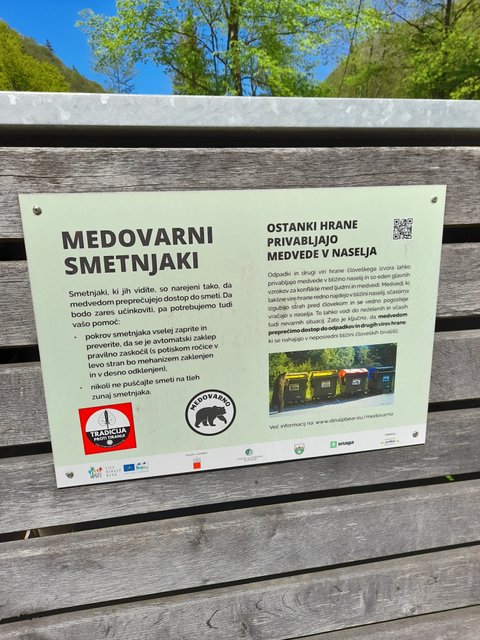 MEDOVARNI
SMETNJAKI
Smetnjaki, ki jih vidite, so narejeni tako, da
medvedom preprečujejo dostop do smeti. Da
bodo zares učinkoviti, pa potrebujemo tudi
vašo pomoč:
• pokrov smetnjaka vselej zaprite in
preverite, da se je avtomatski zaklep
pravilno zaskočil (s potiskom ročice v
levo stran bo mehanizem zaklenjen
in v desno odklenjen).
• nikoli ne puščajte smeti na tleh
zunaj smetnjaka.
TRADICIJA
PROTI TIRANIJI
MEDOVARNO
OSTANKI HRANE
PRIVABLJAJO
MEDVEDE V NASELJA
Odpadki in drugi viri hrane človeškega izvora lahko
privabljajo medvede v bližino naselij in so eden glavnih
vzrokov za konflikte med ljudmi in medvedi. Medvedi, ki
takšne vire hrane redno najdejo v bližini naselij, sčasoma
izgubijo strah pred človekom in se vedno pogosteje
vračajo v naselja. To lahko vodi do neželenih in včasih
tudi nevarnih situacij. Zato je ključno, da medvedom
preprečimo dostop do odpadkov in drugih virov hrane,
ki se nahajajo v neposredni bližini človeških bivališč.
Več informacij na: www.dinalpbear.eu/medovarno
LIFE DINALP
BEAR
snaga